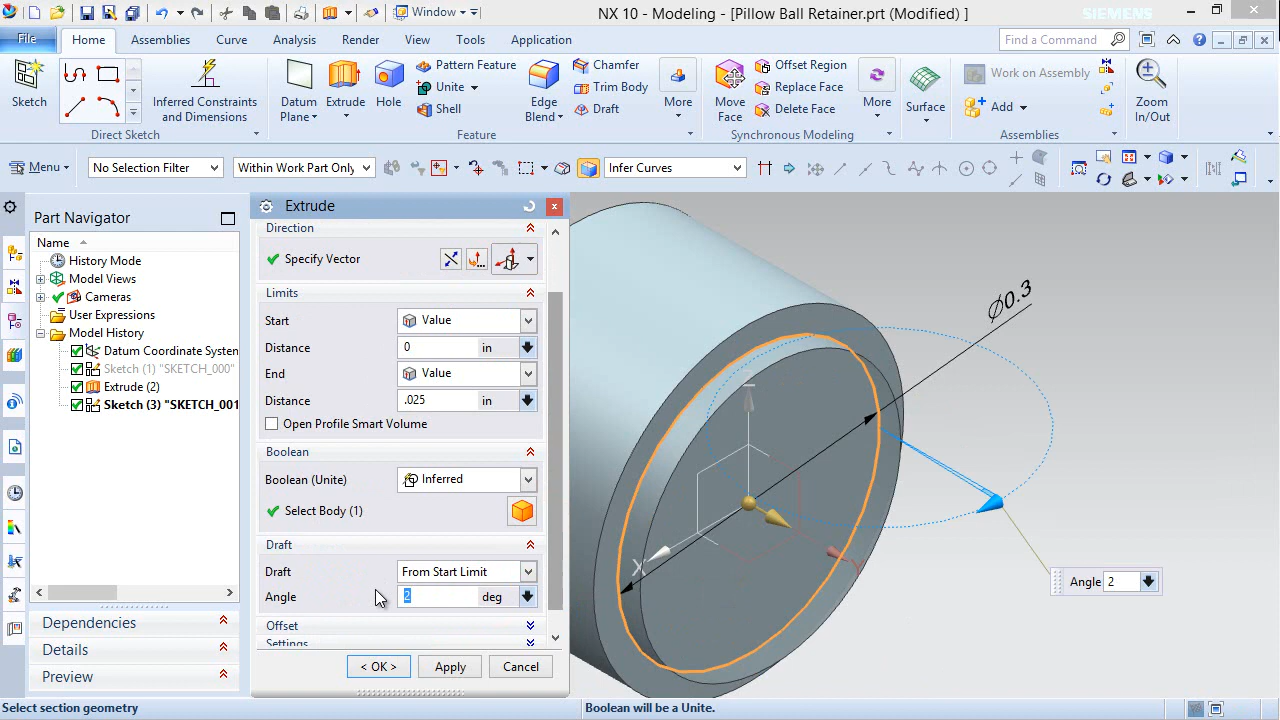 Window
NX 10 - Modeling - [Pillow Ball Retainer.prt (Modified) ]
SIEMENS
File
Home
Assemblies
Curve
Analysis
Render
View
Tools
Application
Find a Command
Sketch
Inferred Constraints
and Dimensions
Direct Sketch
Datum
Plane
Extrude
Hole
Pattern Feature
Unite
Shell
Edge
Blend
Chamfer
Trim Body
Draft
More
Feature
Move
Face
Offset Region
Replace Face
Delete Face
More
Synchronous Modeling
Surface
Work on Assembly
Add
Assemblies
Zoom
In/Out
Menu
No Selection Filter
Within Work Part Only
Infer Curves
Part Navigator
Name
History Mode
Model Views
Cameras
User Expressions
Model History
Datum Coordinate System
Sketch (1) "SKETCH_000"
Extrude (2)
Sketch (3) "SKETCH_001
Dependencies
Details
Preview
Extrude
Direction
Specify Vector
Limits
Start
Value
Distance
0
in
End
Value
Distance
.025
in
Open Profile Smart Volume
Boolean
Boolean (Unite)
Inferred
Select Body (1)
Draft
Draft
From Start Limit
Angle
2
deg
Offset
Settings
< OK >
Apply
Cancel
Ø0.3
Z
X
Y
Angle 2
Select section geometry
Boolean will be a Unite.